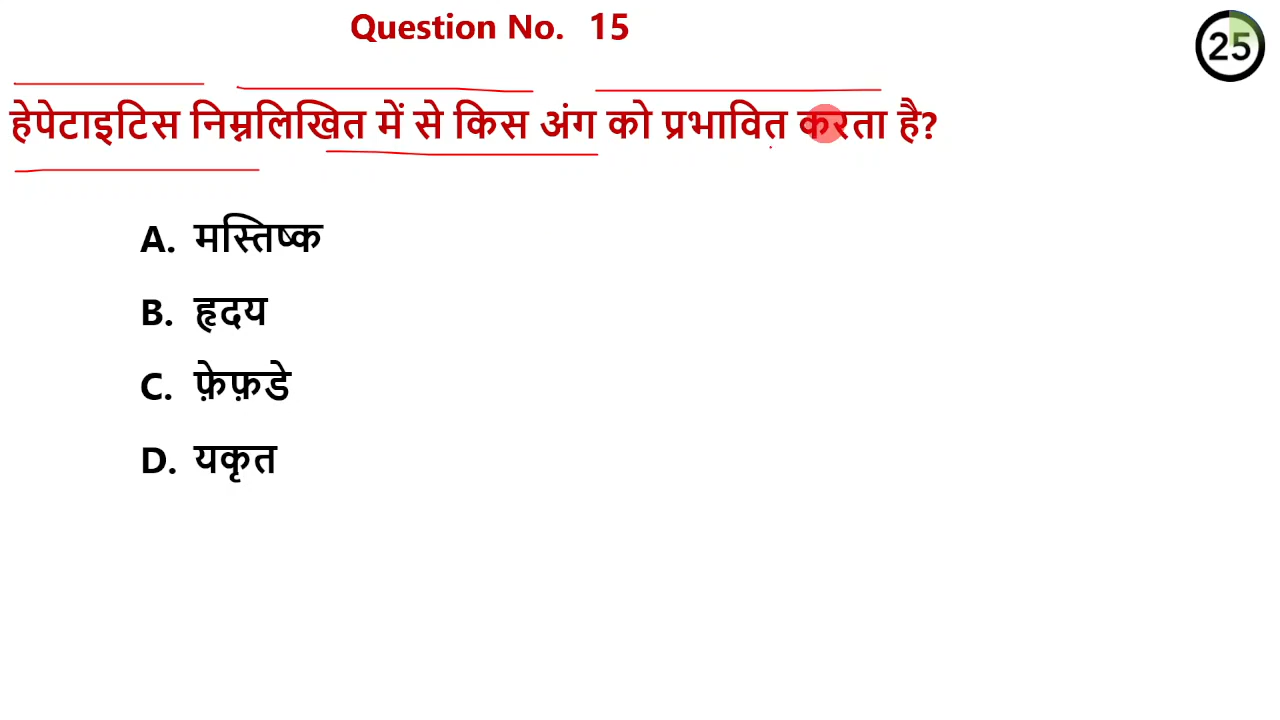 Question No. 15
25
हेपेटाइटिस निम्नलिखित में से किस अंग को प्रभावित करता है?
A. मस्तिष्क
B. हृदय
C. फ़ेफ़डे
D. यकृत